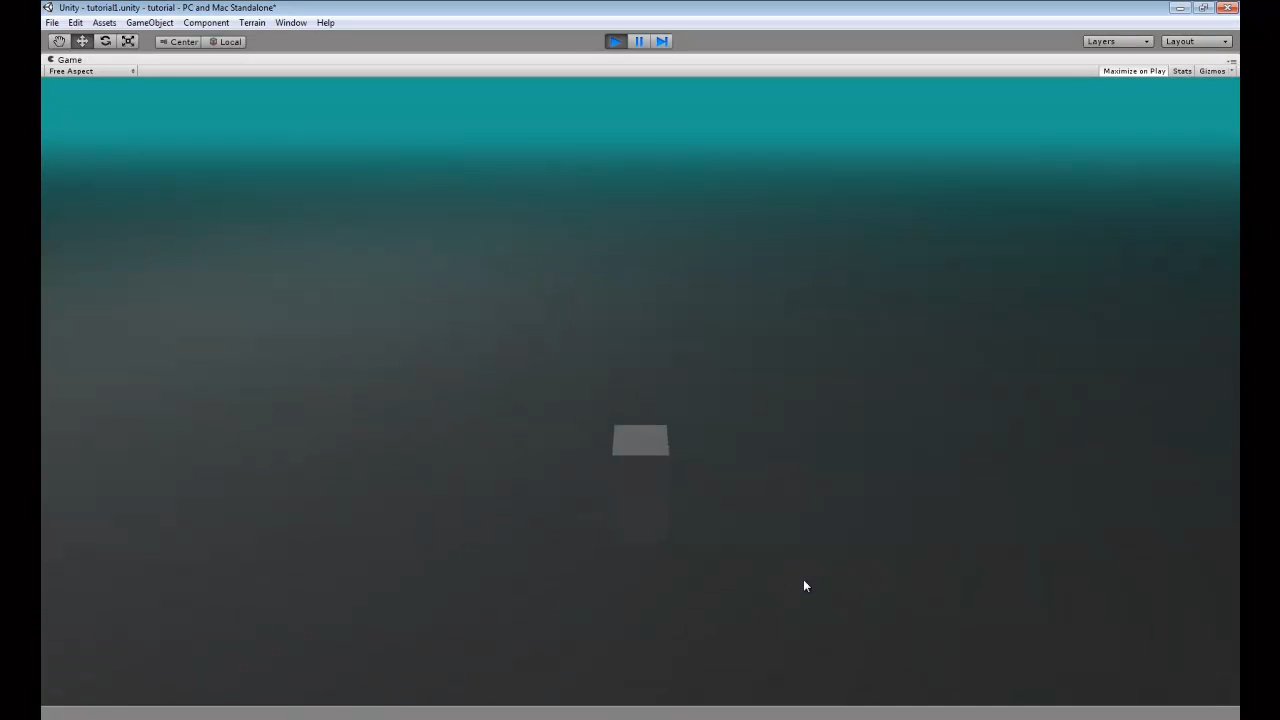 Unity - tutorial1.unity - tutorial - PC and Mac Standalone*
File Edit Assets GameObject Component Terrain Window Help
Center Local Layers Layout
Game
Free Aspect Maximize on Play Stats Gizmos